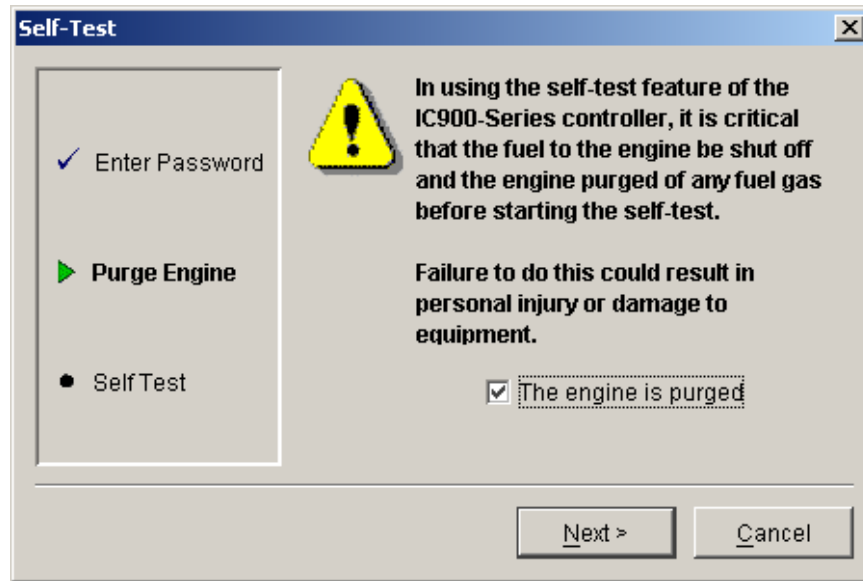 Self-Test
Enter Password
Purge Engine
Self Test
In using the self-test feature of the
IC900-Series controller, it is critical
that the fuel to the engine be shut off
and the engine purged of any fuel gas
before starting the self-test.
Failure to do this could result in
personal injury or damage to
equipment.
The engine is purged
Next >
Cancel